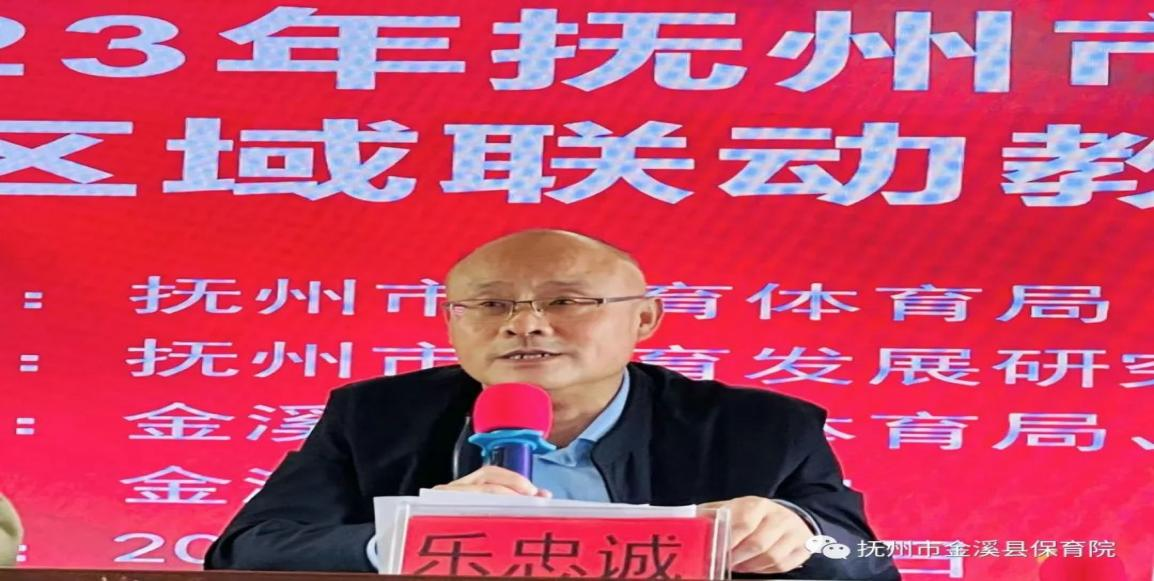 23年抚州市
区域联动教
：抚州市 育体育局
：抚州市 育发展研究
：金溪 体育局、
金溪
：20
乐忠诚
抚州市金溪县保育院